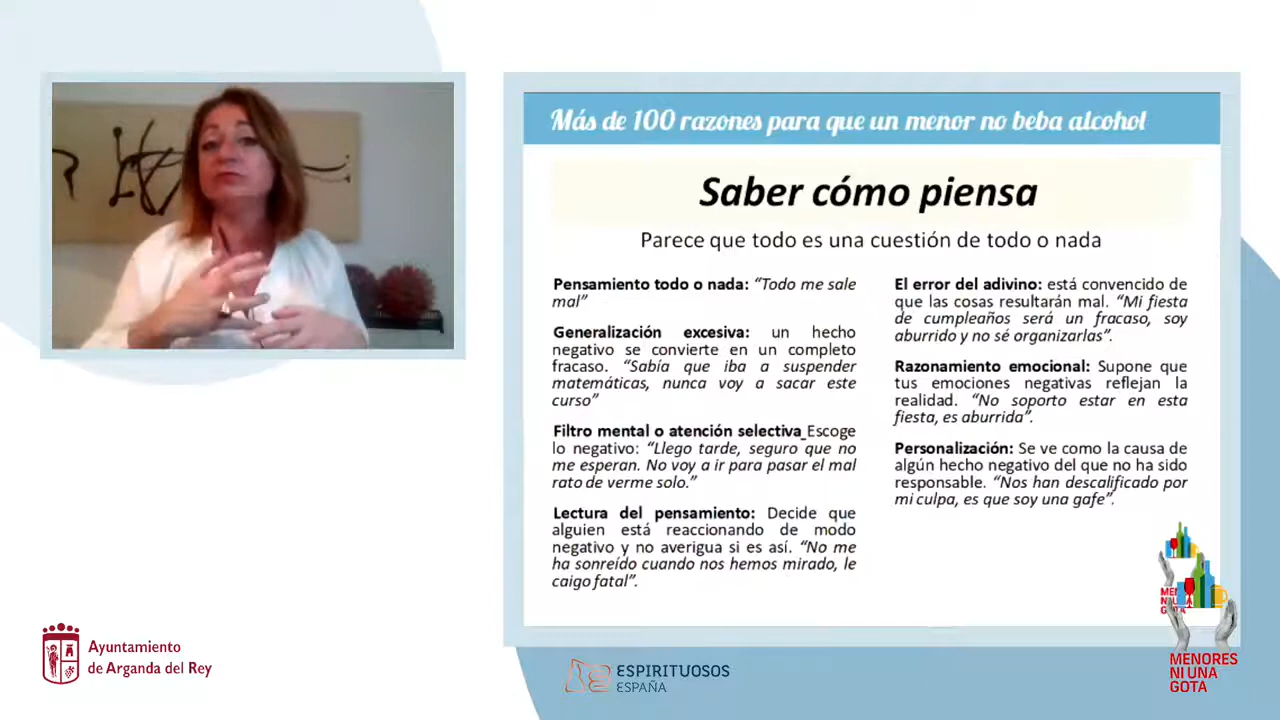 Más de 100 razones para que un menor no beba alcohol
Saber cómo piensa
Parece que todo es una cuestión de todo o nada
Pensamiento todo o nada: “Todo me sale
mal”
Generalización excesiva: un hecho
negativo se convierte en un completo
fracaso. “Sabía que iba a suspender
matemáticas, nunca voy a sacar este
curso”
Filtro mental o atención selectiva Escoge
lo negativo: “Llego tarde, seguro que no
me esperan. No voy a ir para pasar el mal
rato de verme solo.”
Lectura del pensamiento: Decide que
alguien está reaccionando de modo
negativo y no averigua si es así. “No me
ha sonreído cuando nos hemos mirado, le
caigo fatal”.
El error del adivino: está convencido de
que las cosas resultarán mal. “Mi fiesta
de cumpleaños será un fracaso, soy
aburrido y no sé organizarlas”.
Razonamiento emocional: Supone que
tus emociones negativas reflejan la
realidad. “No soporto estar en esta
fiesta, es aburrida”.
Personalización: Se ve como la causa de
algún hecho negativo del que no ha sido
responsable. “Nos han descalificado por
mi culpa, es que soy una gafe”.
Ayuntamiento
de Arganda del Rey
ESPIRITUOSOS
ESPAÑA
MENORES
NI UNA
GOTA